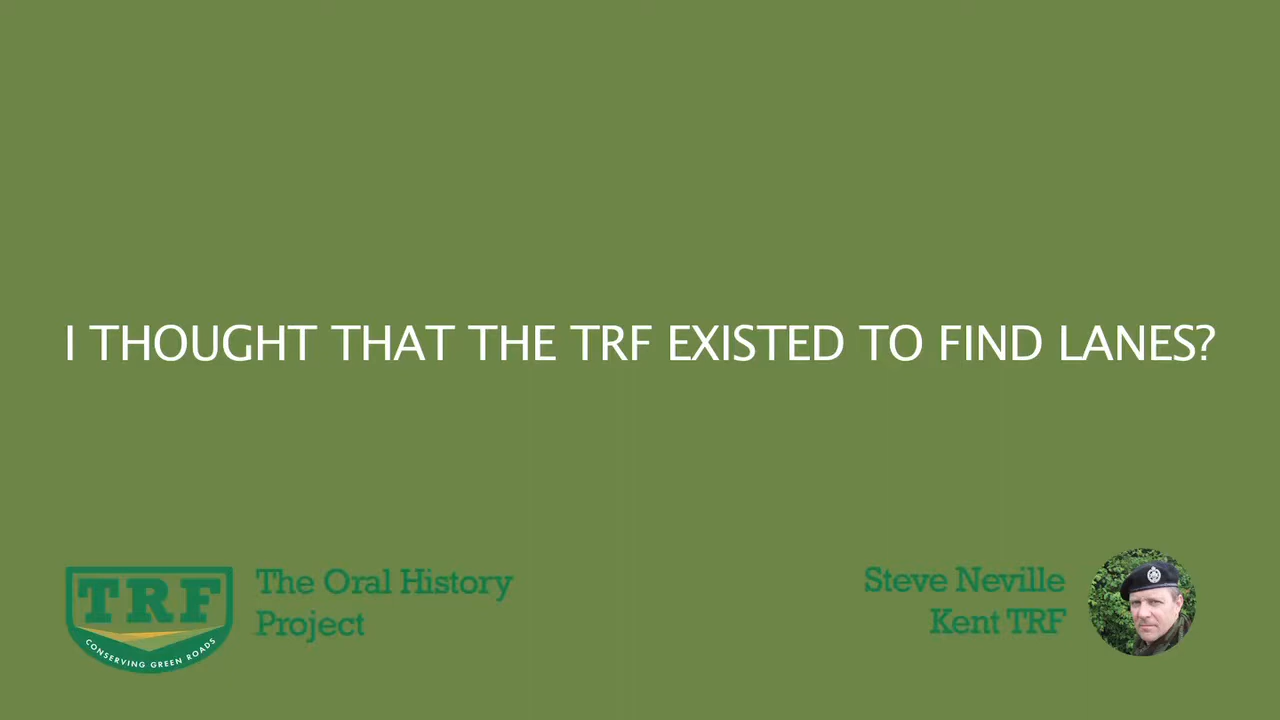 I THOUGHT THAT THE TRF EXISTED TO FIND LANES?
TRF
CONSERVING GREEN ROADS
The Oral History
Project
Steve Neville
Kent TRF